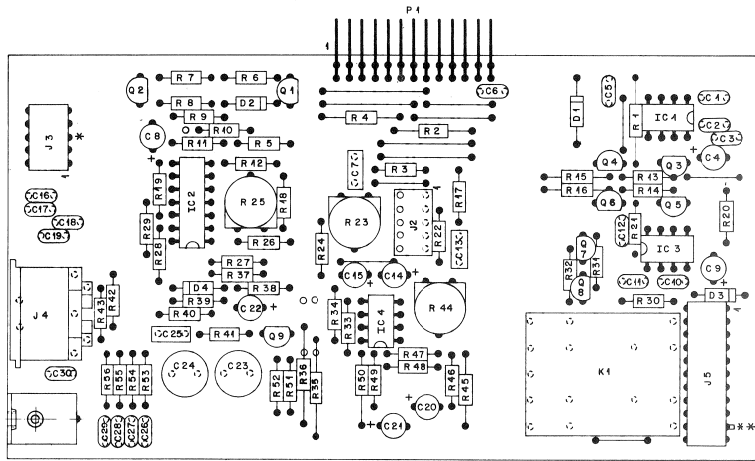 P1
1
R7 R6
Q2 Q1
R8 D2
R9
R10
R11 R5
C8
+
R12
R4
R2
C6
C5
D1
R1
IC1
C1
C2
C3
C4
+
J3
*
1
C7
R3
Q4 Q3
R15 R13
R16 R14
Q6 Q5
C16
C17
C18
C19
R19
IC2
R25
R18
R23
J2
1
R17
R29
R28
R26
R24
R22
C13
C12
R21
IC3
R20
R27
R37
C15 C14
+ +
Q7
R32 R31
Q8
C11 C10
C9
+
D4 R38
R39
R40
C22
+
R44
R30
D3
1
J4
R43
R42
C25
R41
Q9
R34
R33
IC4
C24 C23
R36
R35
R47
R48
K1
J5
C30
R56
R55
R54
R53
R52
R51
R50
R49
R46
R45
C20
+
C21
+
C29
C28
C27
C26
**